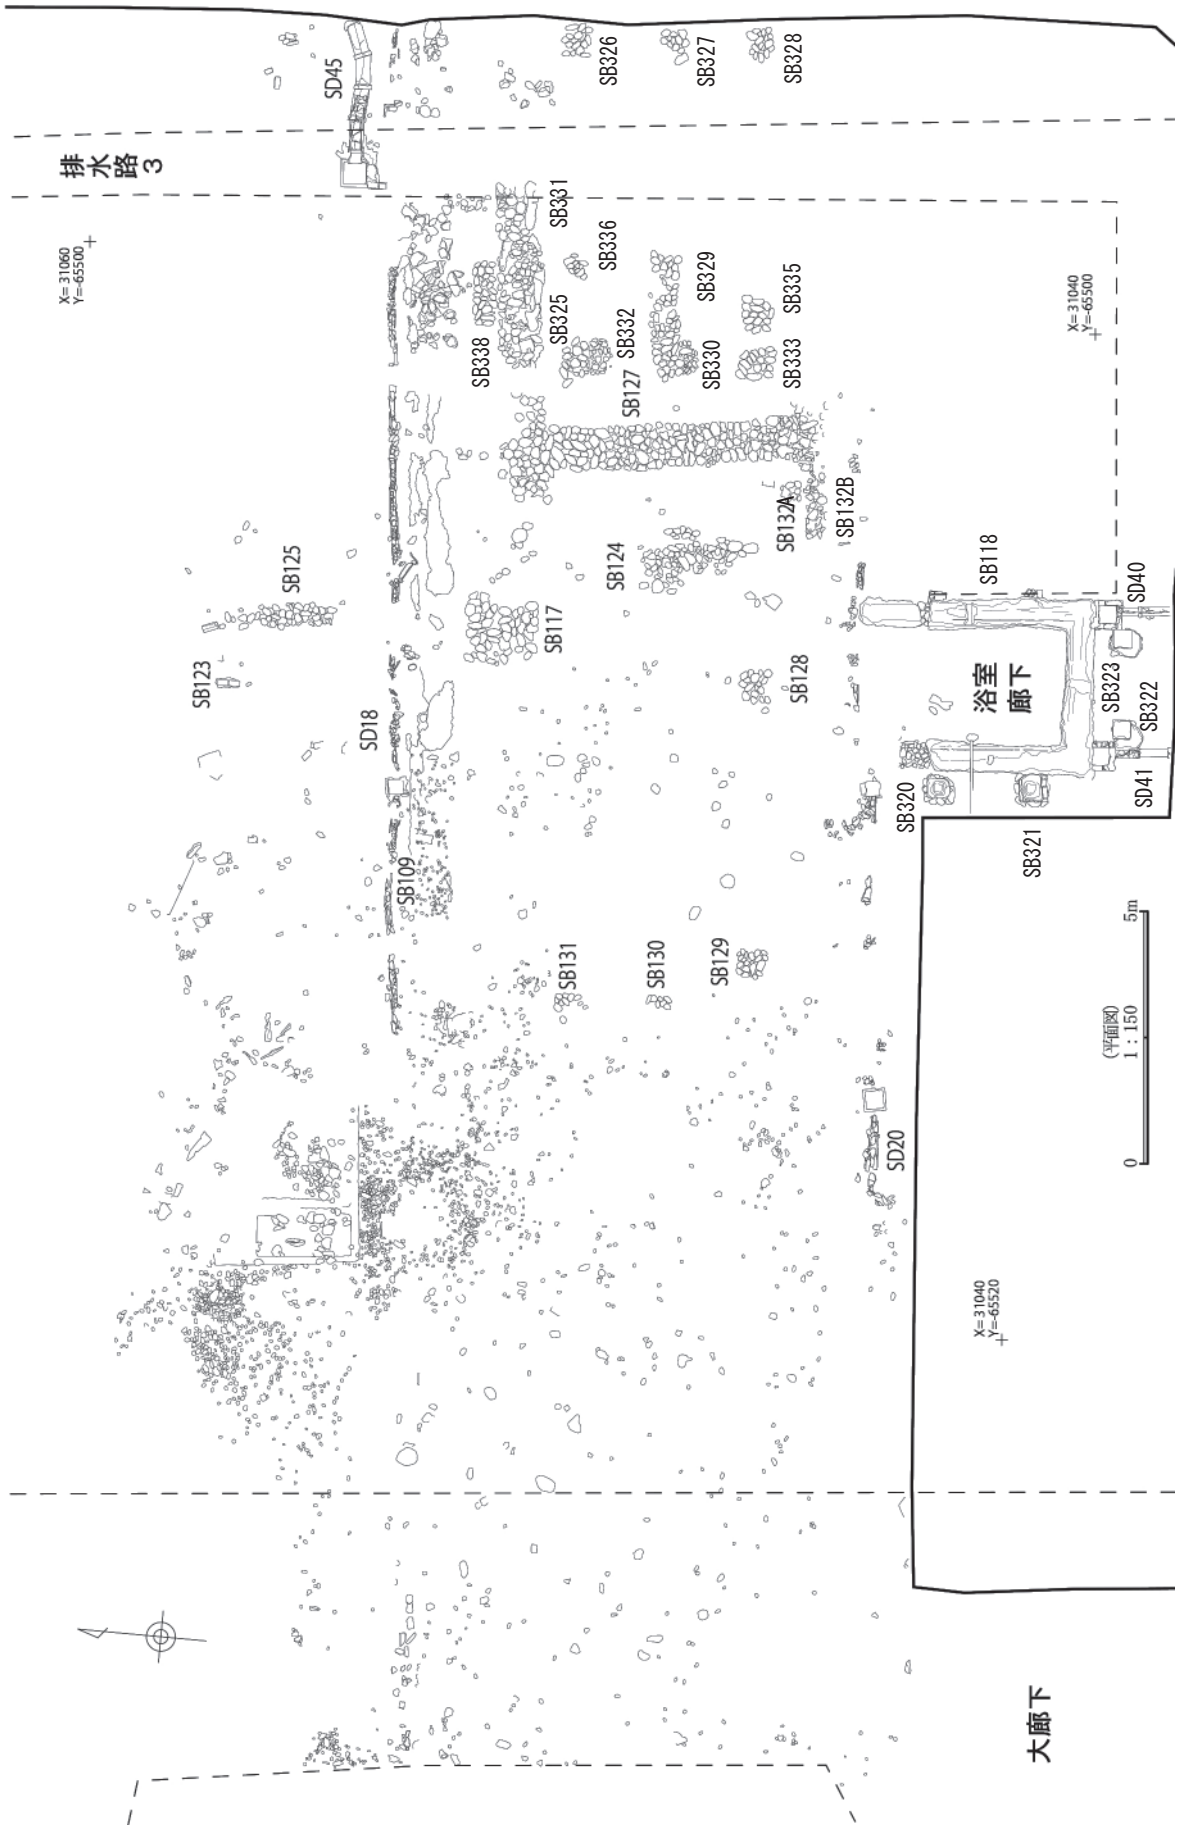 SB326
SB327
SB328
SD45
排水路3
X= 31060
Y=-65500
SB331
SB336
SB329
SB335
X= 31040
Y=-65500
SB338
SB325
SB332
SB330
SB333
SB127
SB125
SB124
SB132A
SB132B
SB118
SD40
SB117
SB123
SD18
SB128
浴室
廊下
SB323
SB322
SB320
SD41
SB321
SB109
SB131
SB130
SB129
SD20
(平面図)
1：150
0
5m
X= 31040
Y=-65520
大廊下